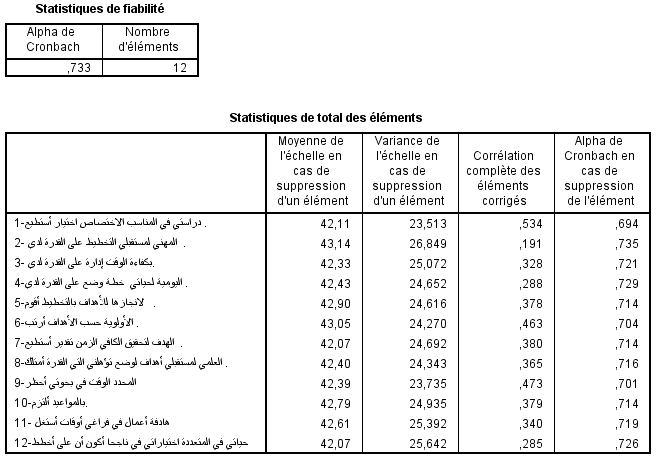 Statistiques de fiabilité
Alpha de Cronbach	Nombre d'éléments
,733	12
Statistiques de total des éléments
Moyenne de l'échelle en cas de suppression d'un élément	Variance de l'échelle en cas de suppression d'un élément	Corrélation complète des éléments corrigés	Alpha de Cronbach en cas de suppression de l'élément
1-أستطيع اختيار الاختصاص المناسب في دراستي .	42,11	23,513	,534	,694
2- لدي القدرة على التخطيط لمستقبلي المهني .	43,14	26,849	,191	,735
3- لدي القدرة على إدارة الوقت بكفاءة.	42,33	25,072	,328	,721
4-لدي القدرة على وضع خطة لحياتي اليومية .	42,43	24,652	,288	,729
5-أقوم بالتخطيط للأهداف لانجازها .	42,90	24,616	,378	,714
6-أرتب الأهداف حسب الأولوية .	43,05	24,270	,463	,704
7-أستطيع تقدير الزمن الكافي لتحقيق الهدف .	42,07	24,692	,380	,714
8-أمتلك القدرة التي تؤهلني لوضع أهداف لمستقبلي العلمي .	42,40	24,343	,365	,716
9-أحظر بحوثي في الوقت المحدد	42,39	23,735	,473	,701
10-ألتزم بالمواعيد.	42,79	24,935	,379	,714
11- أستغل أوقات فراغي في أعمال هادفة	42,61	25,392	,340	,719
12-أخطط على أن أكون ناجحا في اختياراتي المتعددة في حياتي	42,07	25,642	,285	,726